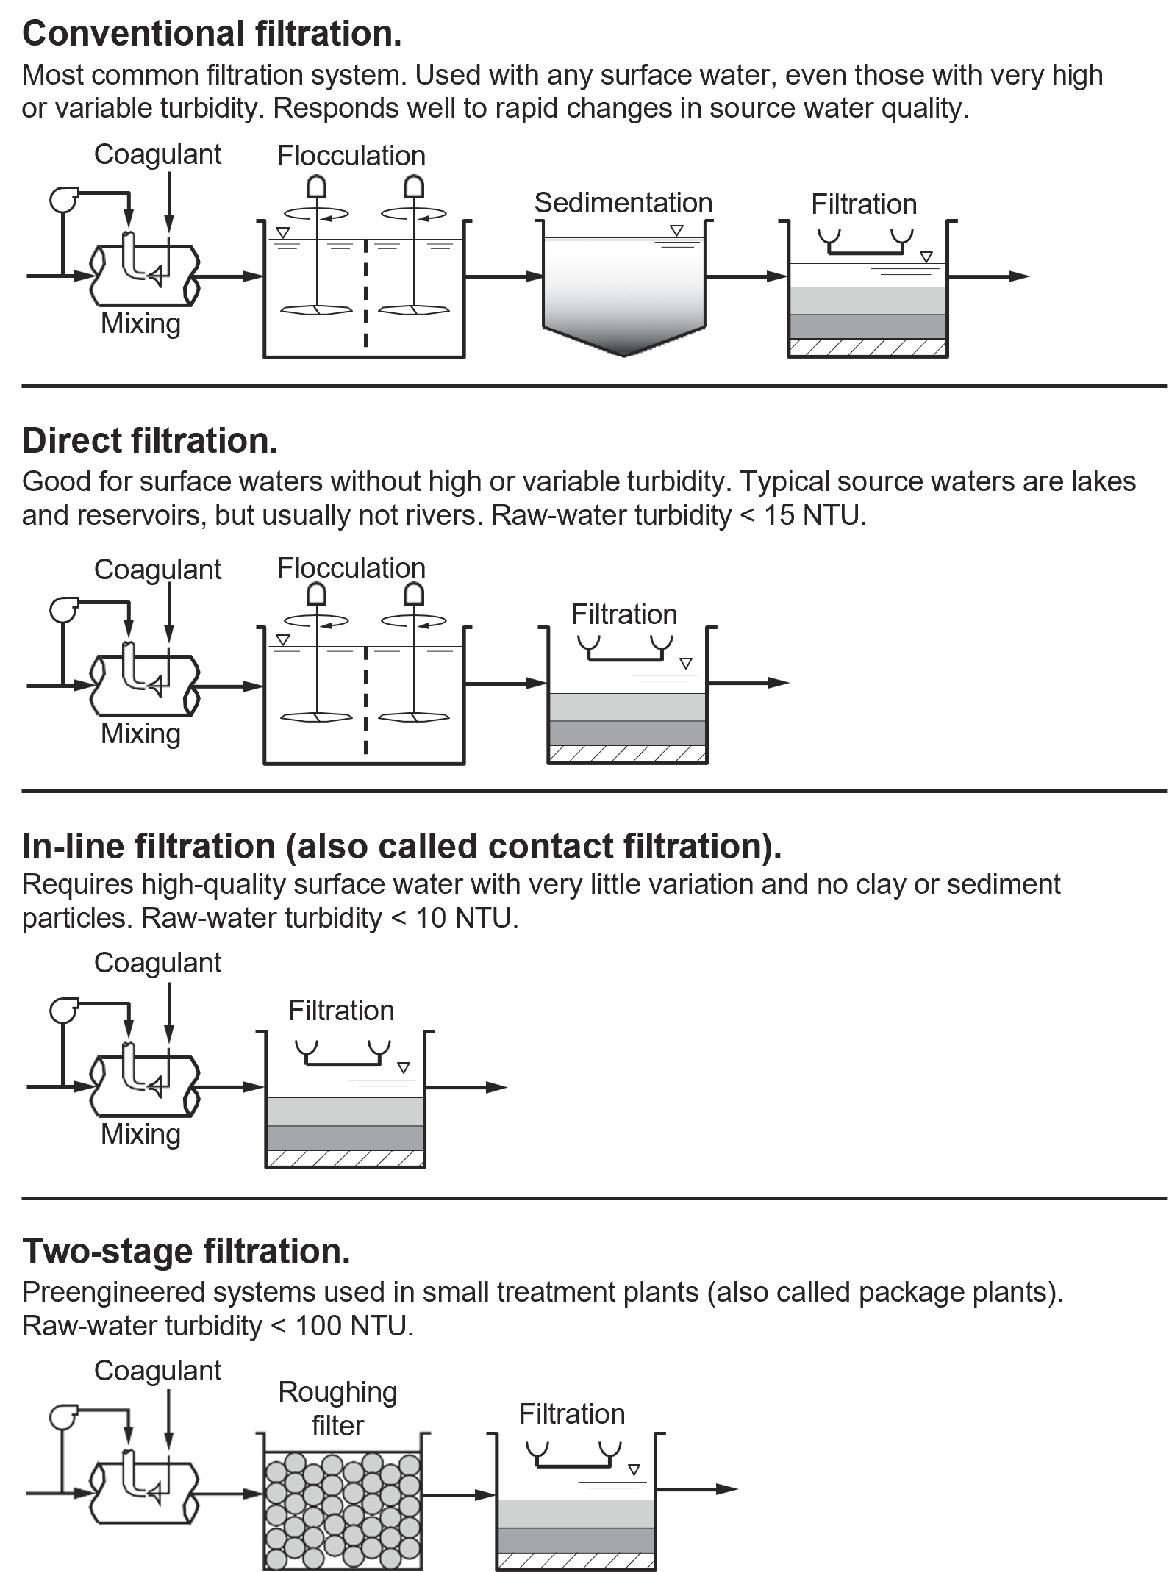 Conventional filtration.
Most common filtration system. Used with any surface water, even those with very high
or variable turbidity. Responds well to rapid changes in source water quality.
Coagulant
Flocculation
Sedimentation
Filtration
Mixing
Direct filtration.
Good for surface waters without high or variable turbidity. Typical source waters are lakes
and reservoirs, but usually not rivers. Raw-water turbidity < 15 NTU.
Coagulant
Flocculation
Filtration
Mixing
In-line filtration (also called contact filtration).
Requires high-quality surface water with very little variation and no clay or sediment
particles. Raw-water turbidity < 10 NTU.
Coagulant
Filtration
Mixing
Two-stage filtration.
Preengineered systems used in small treatment plants (also called package plants).
Raw-water turbidity < 100 NTU.
Coagulant
Roughing
filter
Filtration